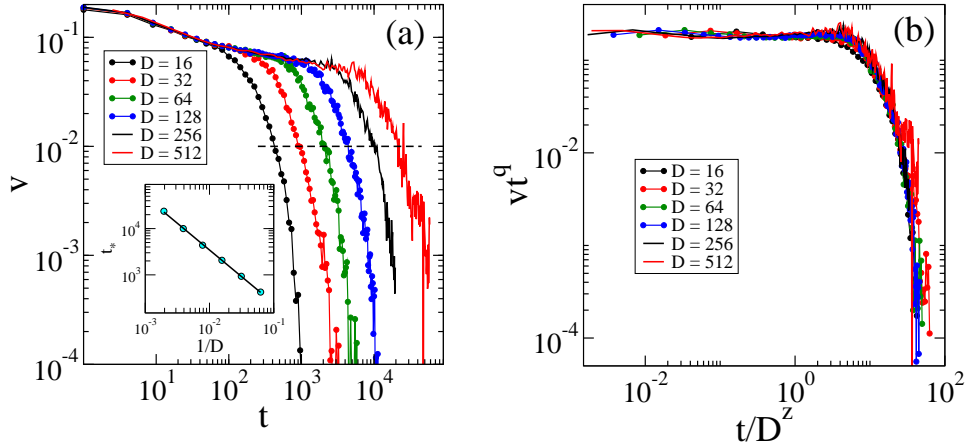 (a)
10^-1
10^-2
10^-3
10^-4
v
D = 16
D = 32
D = 64
D = 128
D = 256
D = 512
t_*
10^4
10^3
10^-3
10^-2
10^-1
1/D
10^1
10^2
10^3
10^4
t
(b)
vt^q
10^-2
10^-4
D = 16
D = 32
D = 64
D = 128
D = 256
D = 512
10^-2
10^0
10^2
t/D^z